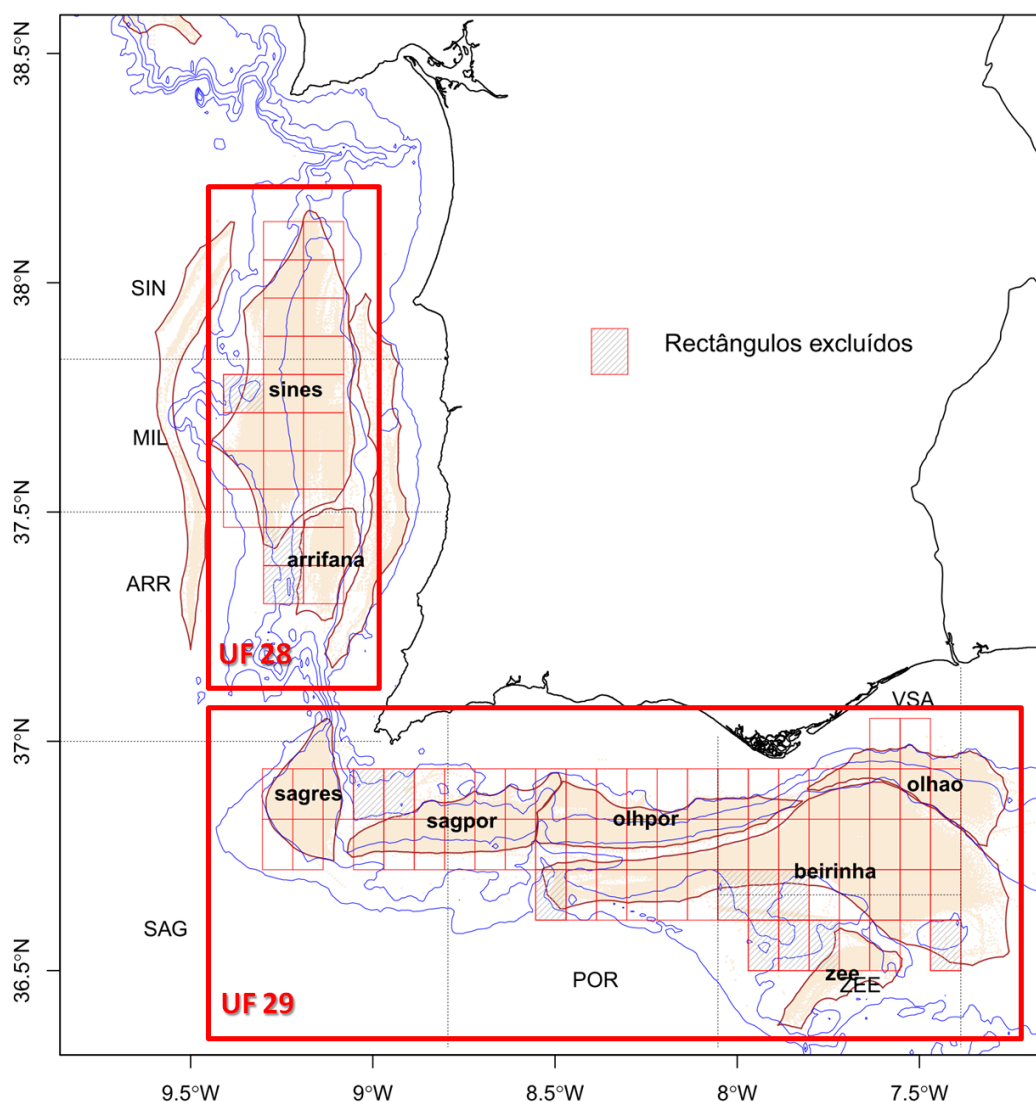 38.5°N
38°N
37.5°N
37°N
36.5°N
SIN
MIL
ARR
sines
arrifana
UF 28
Rectângulos excluídos
VSA
sagres
sagpor
olhpor
olhao
beirinha
zee
ZEE
SAG
POR
UF 29
9.5°W
9°W
8.5°W
8°W
7.5°W